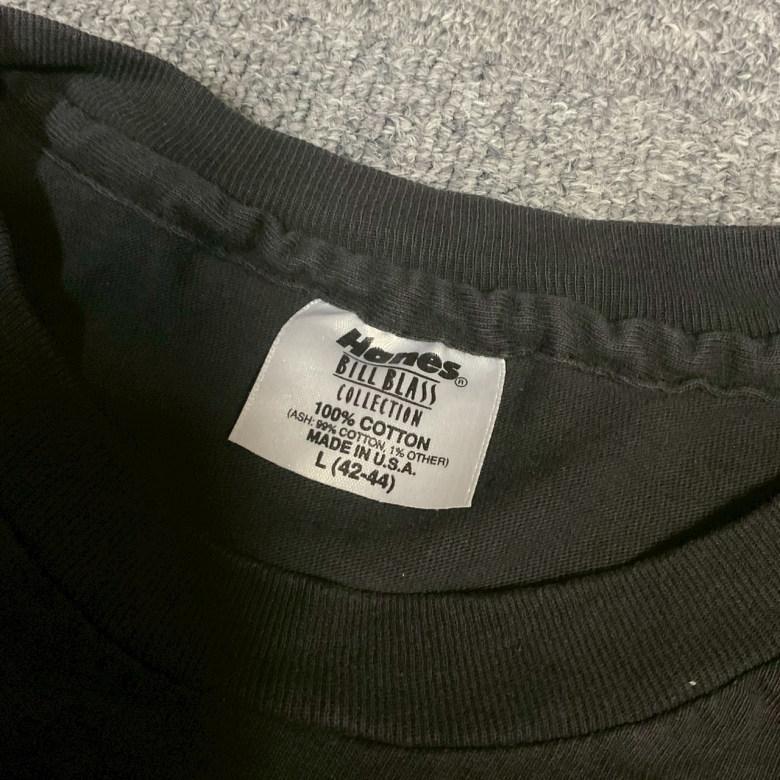 Hanes®
BILL BLASS
COLLECTION
100% COTTON
(ASH: 99% COTTON, 1% OTHER)
MADE IN U.S.A.
L (42-44)